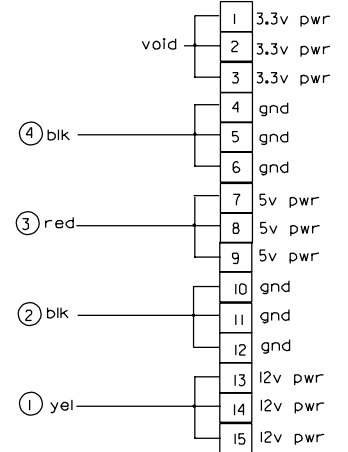 1 3.3v pwr
void 2 3.3v pwr
3 3.3v pwr
4 gnd
4 blk 5 gnd
6 gnd
7 5v pwr
3 red 8 5v pwr
9 5v pwr
10 gnd
2 blk 11 gnd
12 gnd
13 12v pwr
1 yel 14 12v pwr
15 12v pwr